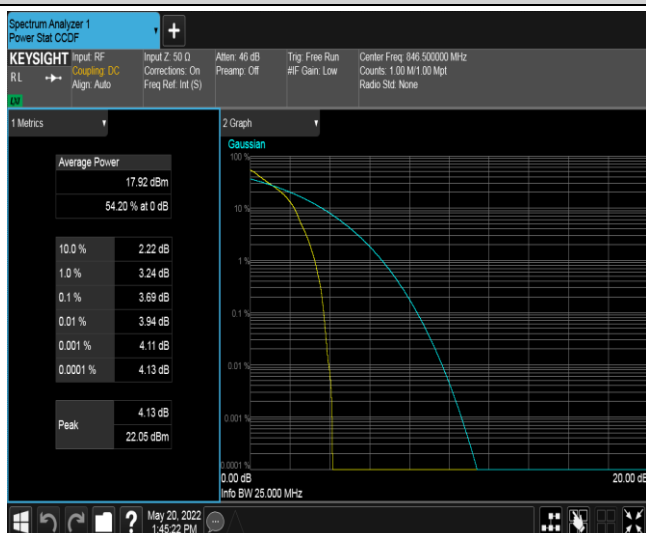 Spectrum Analyzer 1
Power Stat CCDF
KEYSIGHT
RL
Input: RF
Coupling: DC
Align: Auto
Input Z: 50 Ω
Corrections: On
Freq Ref: Int (S)
Atten: 46 dB
Preamp: Off
Trig: Free Run
#IF Gain: Low
Center Freq: 846.500000 MHz
Counts: 1.00 M/1.00 Mpt
Radio Std: None
1 Metrics
Average Power
17.92 dBm
54.20 % at 0 dB
10.0 % 2.22 dB
1.0 % 3.24 dB
0.1 % 3.69 dB
0.01 % 3.94 dB
0.001 % 4.11 dB
0.0001 % 4.13 dB
Peak
4.13 dB
22.05 dBm
2 Graph
Gaussian
100 %
10 %
1 %
0.1 %
0.01 %
0.001 %
0.0001 %
0.00 dB
20.00 dB
Info BW 25.000 MHz
?
May 20, 2022
1:45:22 PM